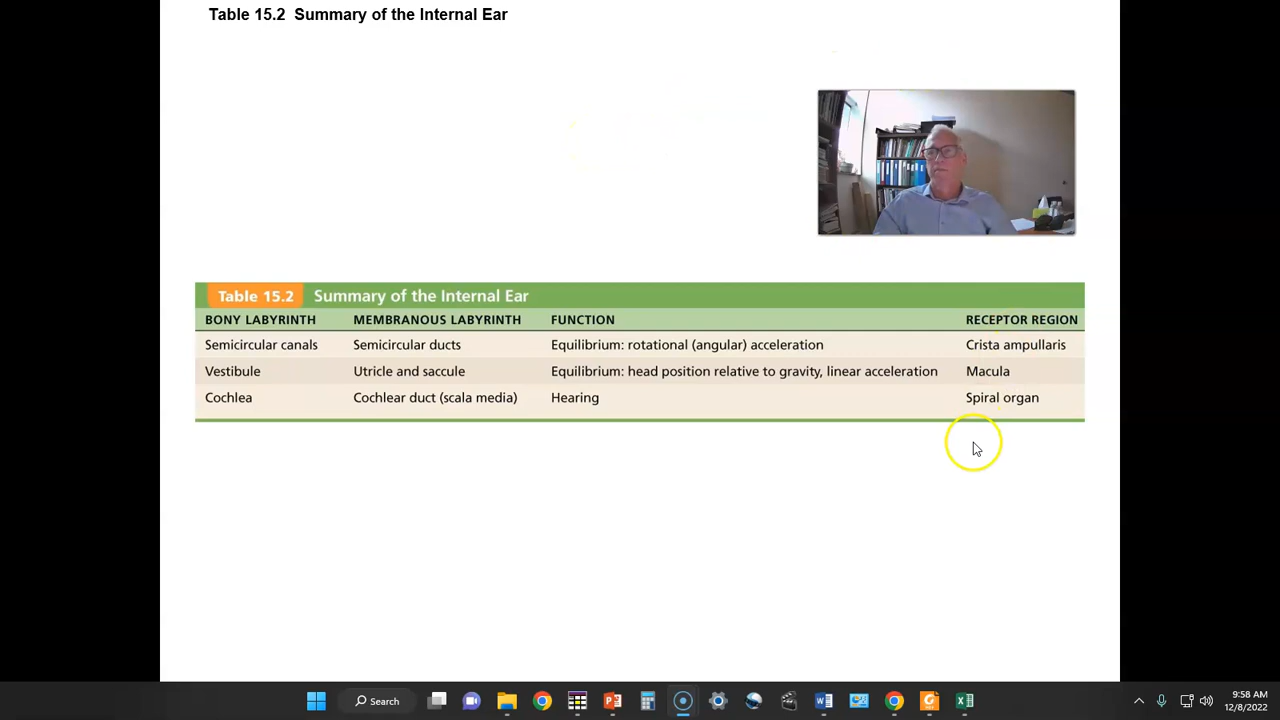 Table 15.2 Summary of the Internal Ear
Table 15.2 Summary of the Internal Ear
BONY LABYRINTH MEMBRANOUS LABYRINTH FUNCTION RECEPTOR REGION
Semicircular canals Semicircular ducts Equilibrium: rotational (angular) acceleration Crista ampullaris
Vestibule Utricle and saccule Equilibrium: head position relative to gravity, linear acceleration Macula
Cochlea Cochlear duct (scala media) Hearing Spiral organ
Search
9:58 AM
12/8/2022